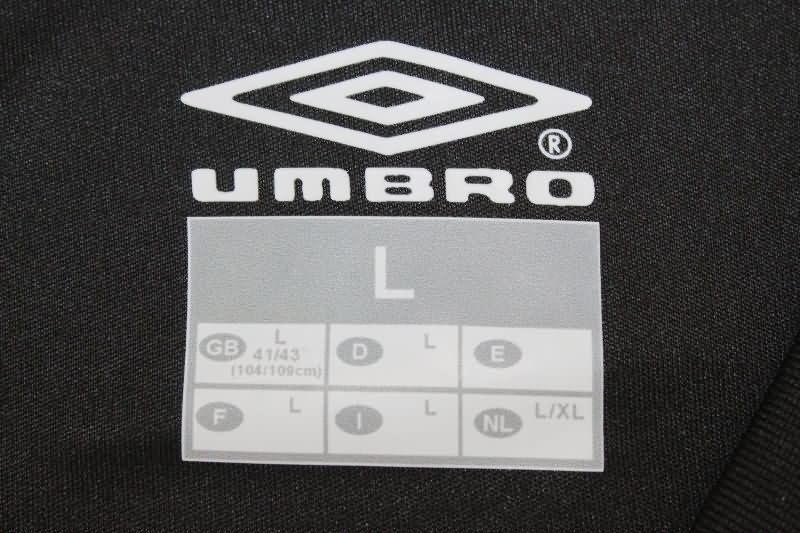 ®
UMBRO
L
GB L
41/43"
(104/109cm)
D L
E
F L
I L
NL L/XL